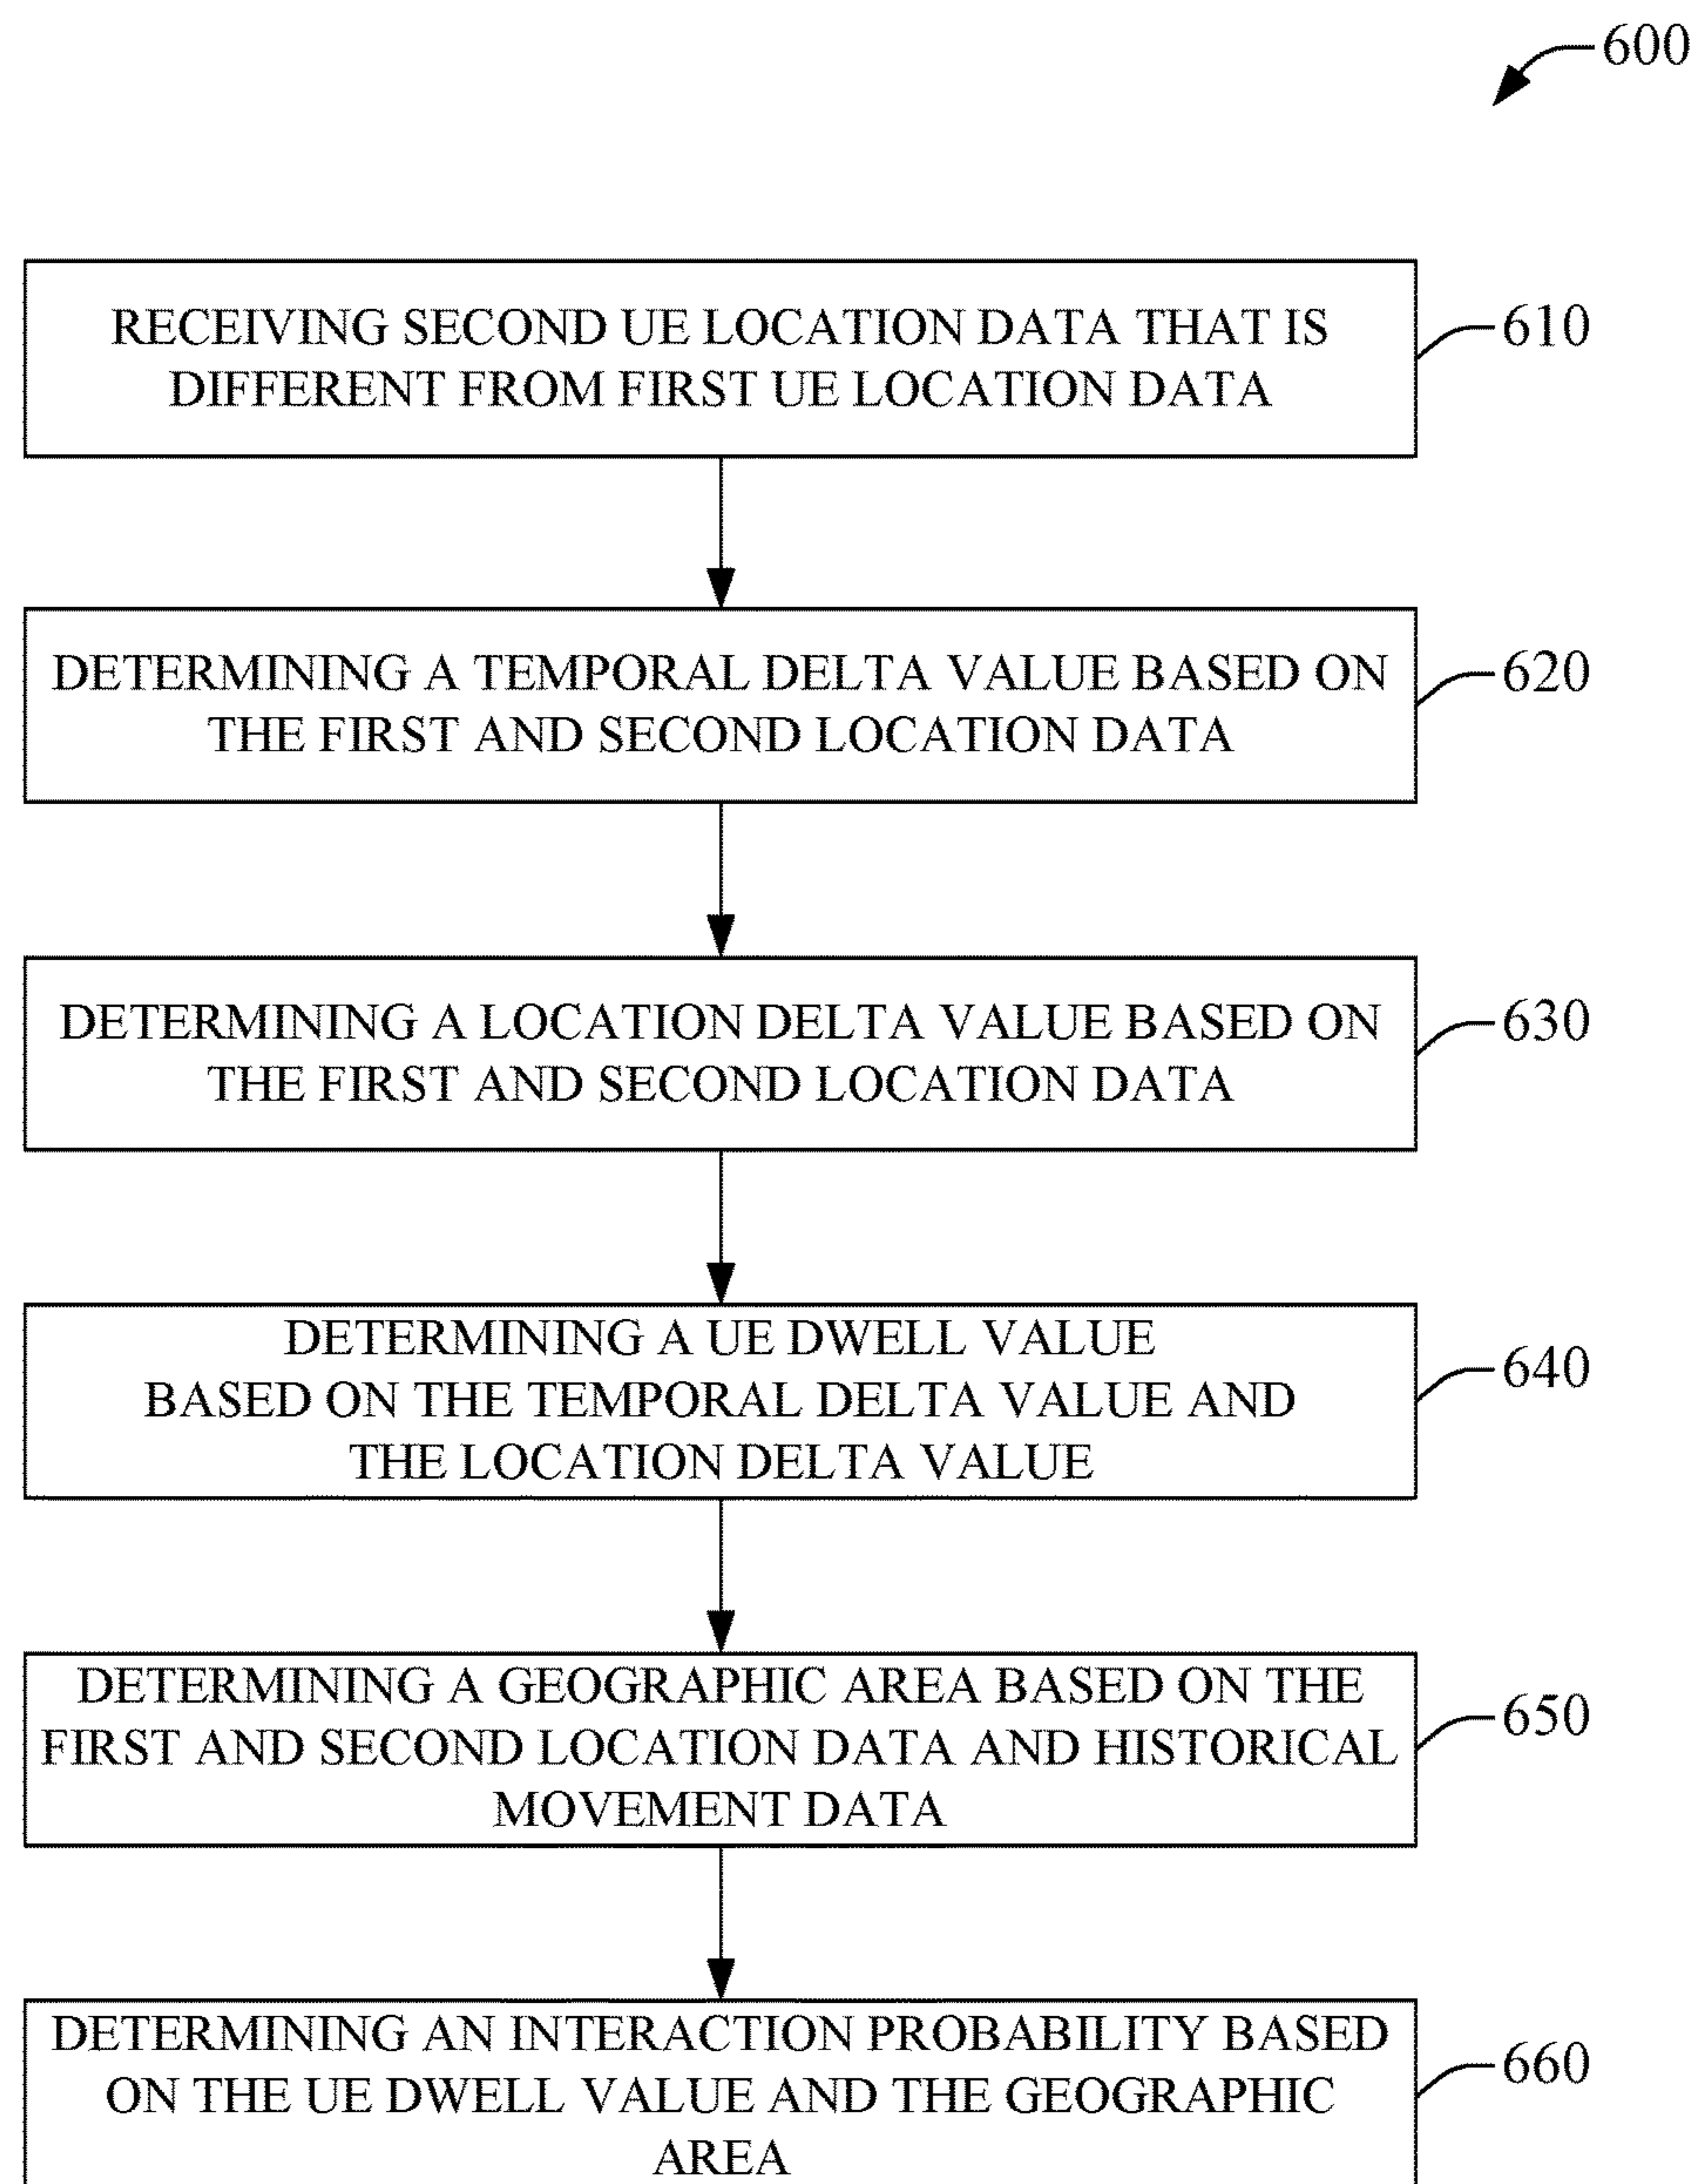 600
RECEIVING SECOND UE LOCATION DATA THAT IS
DIFFERENT FROM FIRST UE LOCATION DATA
610
DETERMINING A TEMPORAL DELTA VALUE BASED ON
THE FIRST AND SECOND LOCATION DATA
620
DETERMINING A LOCATION DELTA VALUE BASED ON
THE FIRST AND SECOND LOCATION DATA
630
DETERMINING A UE DWELL VALUE
BASED ON THE TEMPORAL DELTA VALUE AND
THE LOCATION DELTA VALUE
640
DETERMINING A GEOGRAPHIC AREA BASED ON THE
FIRST AND SECOND LOCATION DATA AND HISTORICAL
MOVEMENT DATA
650
DETERMINING AN INTERACTION PROBABILITY BASED
ON THE UE DWELL VALUE AND THE GEOGRAPHIC
AREA
660